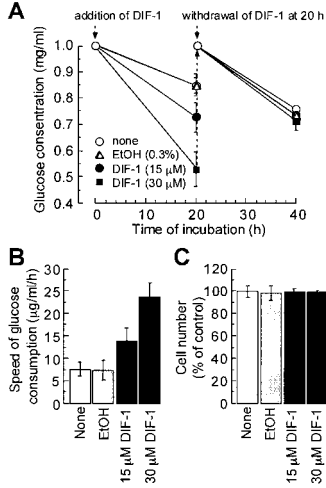 A
addition of DIF-1
withdrawal of DIF-1 at 20 h
Glucose consentration (mg/ml)
1.0
0.9
0.8
0.7
0.6
0.5
0.4
none
EtOH (0.3%)
DIF-1 (15 µM)
DIF-1 (30 µM)
0
20
40
Time of incubation (h)
B
Speed of glucose
consumption (µg/ml/h)
30
25
20
15
10
5
0
None
EtOH
15 µM DIF-1
30 µM DIF-1
C
Cell number
(% of control)
120
100
80
60
40
20
0
None
EtOH
15 µM DIF-1
30 µM DIF-1